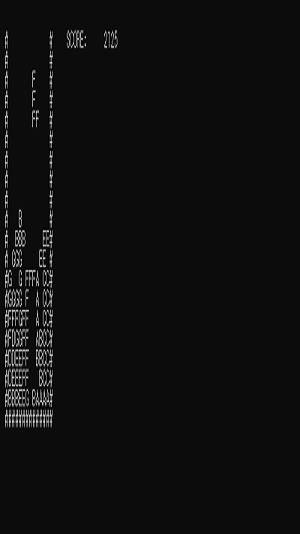 #            #    SCORE:    2125
#            #
#       F    #
#       F    #
#       FF   #
#            #
#            #
#            #
#            #
#   B        #
#  BBB     EE#
# GGG     EE #
#G  G FFFA CC#
#GGGG F  A CC#
#FFFGFF  A CC#
#FDGGFF  ABCC#
#DDEEFF  BBCC#
#DEEEFF   BCC#
#BBBEEG BAAAA#
##############